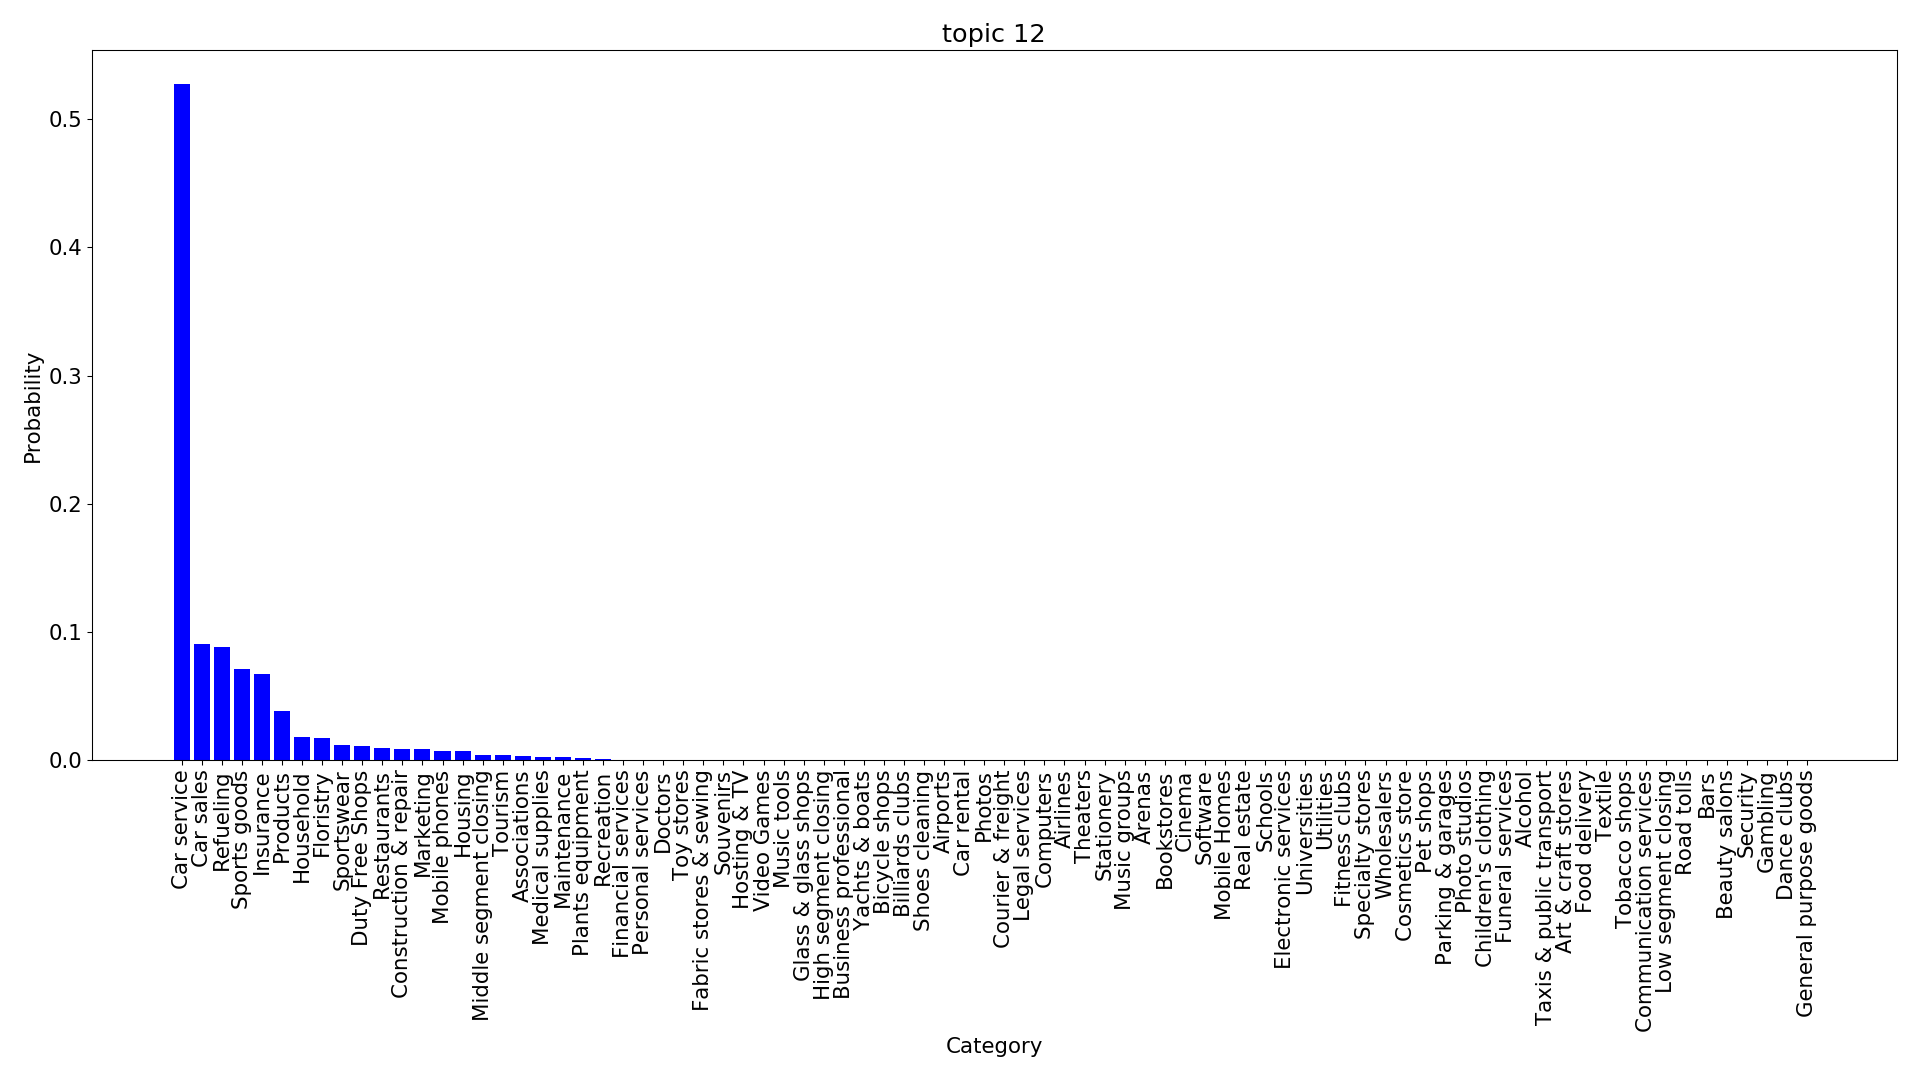 topic 12
Probability
0.5
0.4
0.3
0.2
0.1
0.0
Car service
Car sales
Refueling
Sports goods
Insurance
Products
Household
Floristry
Sportswear
Duty Free Shops
Restaurants
Construction & repair
Marketing
Mobile phones
Housing
Middle segment closing
Tourism
Associations
Medical supplies
Maintenance
Plants equipment
Recreation
Financial services
Personal services
Doctors
Toy stores
Fabric stores & sewing
Souvenirs
Hosting & TV
Video Games
Music tools
Glass & glass shops
High segment closing
Business professional
Yachts & boats
Bicycle shops
Billiards clubs
Shoes cleaning
Airports
Car rental
Photos
Courier & freight
Legal services
Computers
Airlines
Theaters
Stationery
Music groups
Arenas
Bookstores
Cinema
Software
Mobile Homes
Real estate
Schools
Electronic services
Universities
Utilities
Fitness clubs
Specialty stores
Wholesalers
Cosmetics store
Pet shops
Parking & garages
Photo studios
Children's clothing
Funeral services
Alcohol
Taxis & public transport
Art & craft stores
Food delivery
Textile
Tobacco shops
Communication services
Low segment closing
Road tolls
Bars
Beauty salons
Security
Gambling
Dance clubs
General purpose goods
Category